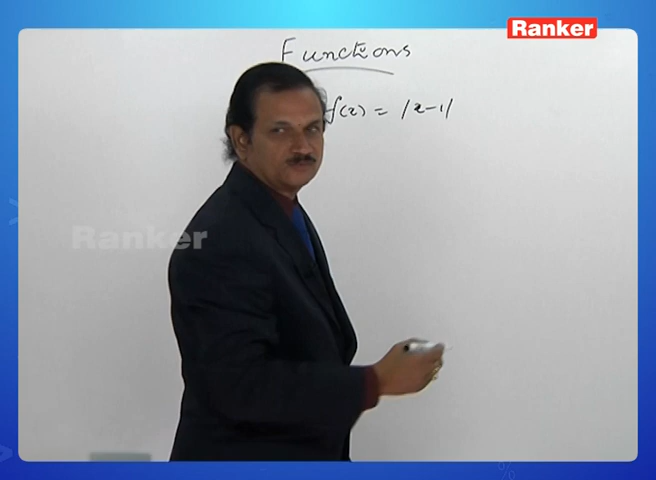 Ranker
Functions
f(x) = |x-1|
Ranker